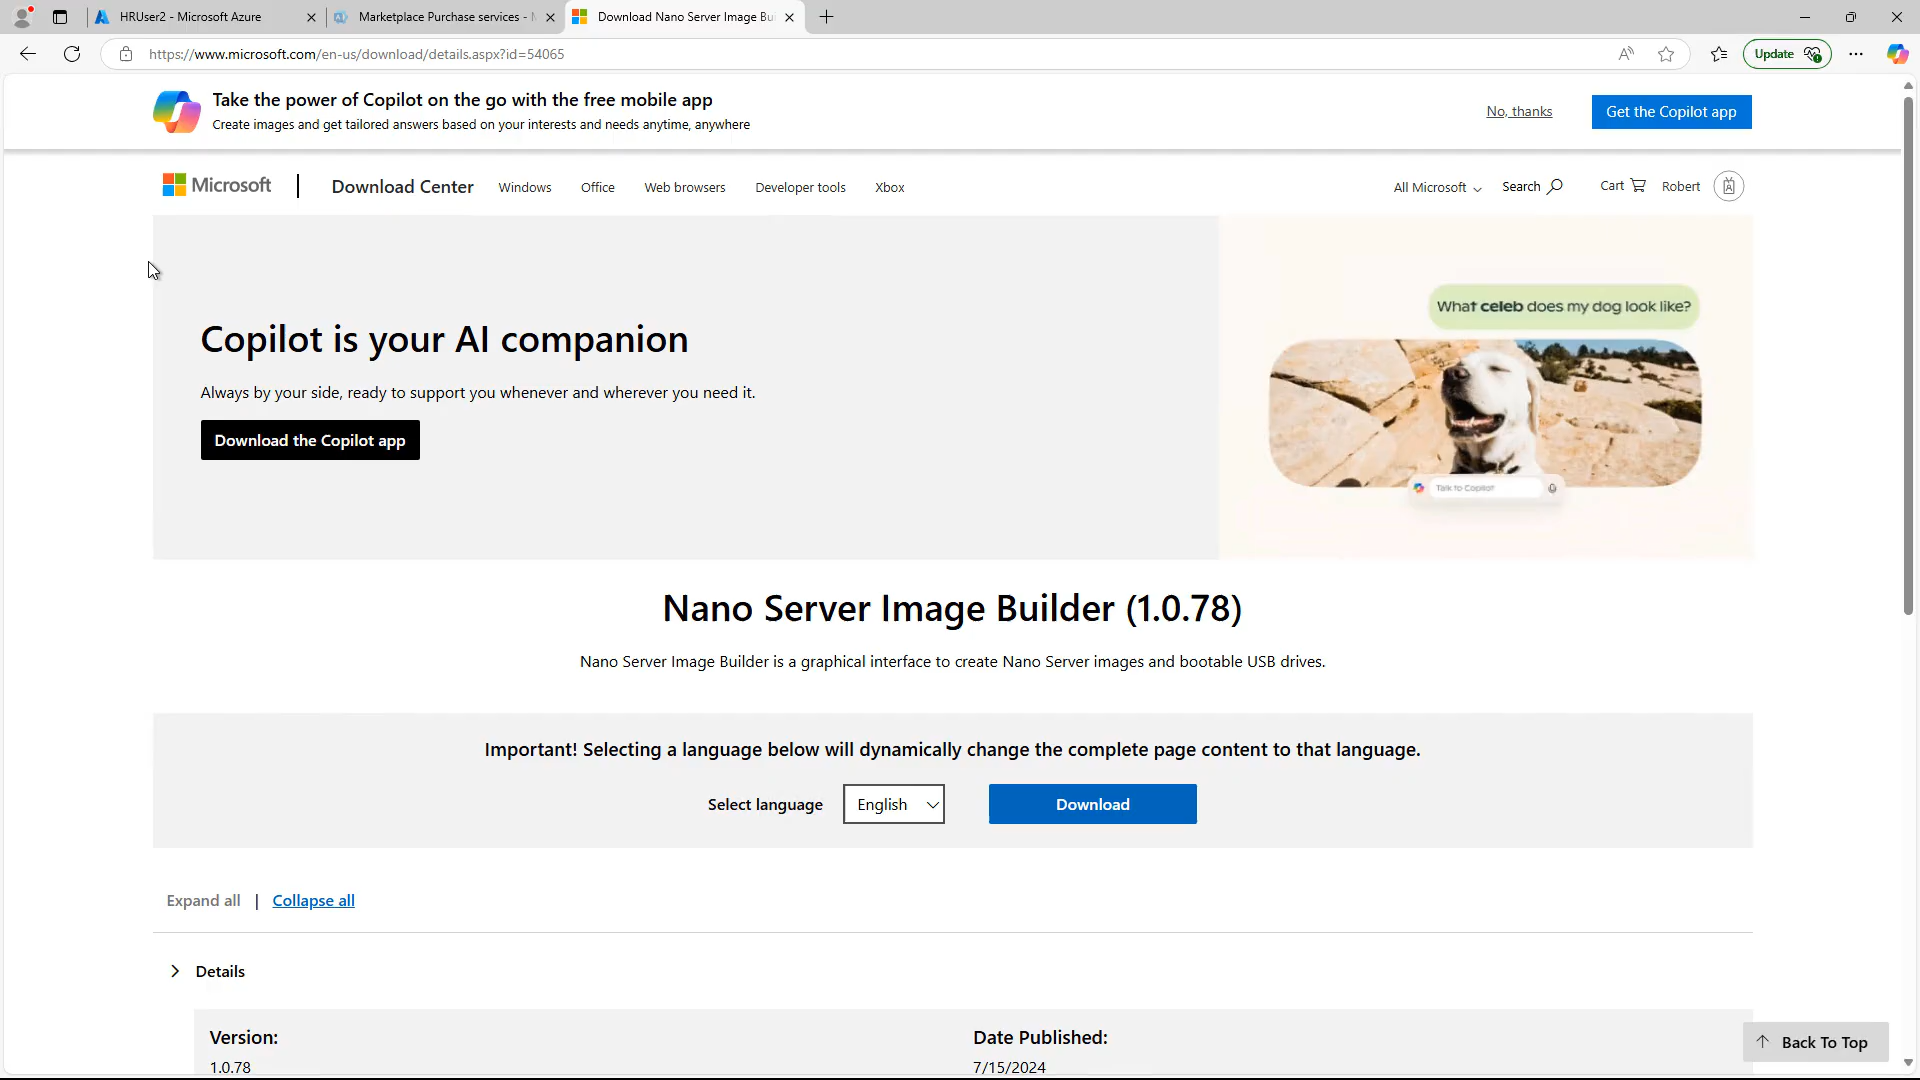 HRUser2 - Microsoft Azure
Marketplace Purchase services -
Download Nano Server Image Bu
https://www.microsoft.com/en-us/download/details.aspx?id=54065
Update
Take the power of Copilot on the go with the free mobile app
Create images and get tailored answers based on your interests and needs anytime, anywhere
No, thanks
Get the Copilot app
Microsoft
Download Center
Windows
Office
Web browsers
Developer tools
Xbox
All Microsoft
Search
Cart
Robert
What celeb does my dog look like?
Copilot is your AI companion
Always by your side, ready to support you whenever and wherever you need it.
Download the Copilot app
Talk to Copilot
Nano Server Image Builder (1.0.78)
Nano Server Image Builder is a graphical interface to create Nano Server images and bootable USB drives.
Important! Selecting a language below will dynamically change the complete page content to that language.
Select language
English
Download
Expand all | Collapse all
Details
Version:
1.0.78
Date Published:
7/15/2024
Back To Top